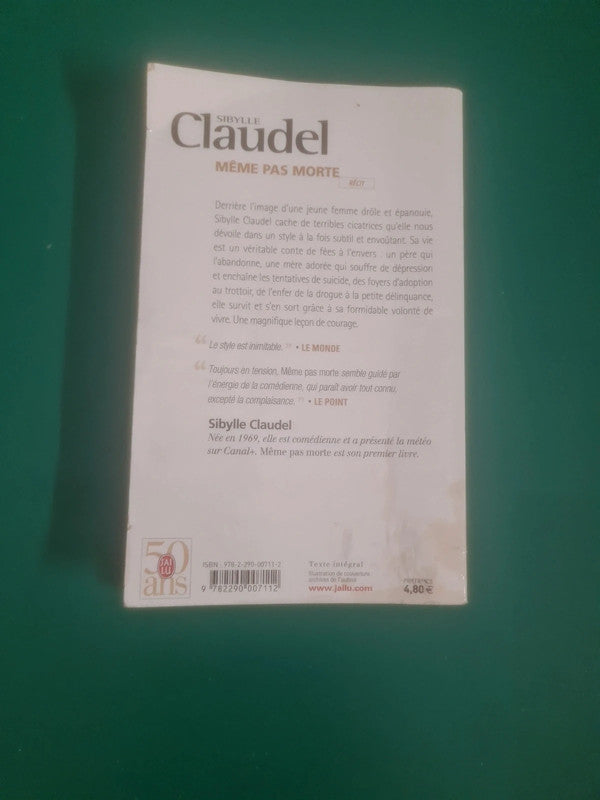 SIBYLLE
Claudel
MÊME PAS MORTE
RÉCIT
Derrière l'image d'une jeune femme drôle et épanouie,
Sibylle Claudel cache de terribles cicatrices qu'elle nous
dévoile dans un style à la fois subtil et envoûtant. Sa vie
est un véritable conte de fées à l'envers : un père qui
l'abandonne, une mère adorée qui souffre de dépression
et enchaîne les tentatives de suicide, des foyers d'adoption
au trottoir, de l'enfer de la drogue à la petite délinquance,
elle survit et s'en sort grâce à sa formidable volonté de
vivre. Une magnifique leçon de courage.
“ Le style est inimitable. ” • LE MONDE
“ Toujours en tension, Même pas morte semble guidé par
l'énergie de la comédienne, qui paraît avoir tout connu,
excepté la complaisance. ” • LE POINT
Sibylle Claudel
Née en 1969, elle est comédienne et a présenté la météo
sur Canal+. Même pas morte est son premier livre.
50
J'AI LU
ans
ISBN : 978-2-290-00711-2
9 782290 007112
Texte intégral
Illustration de couverture
archives de l'auteur
www.jailu.com
PRIX FRANCE
4,80 €